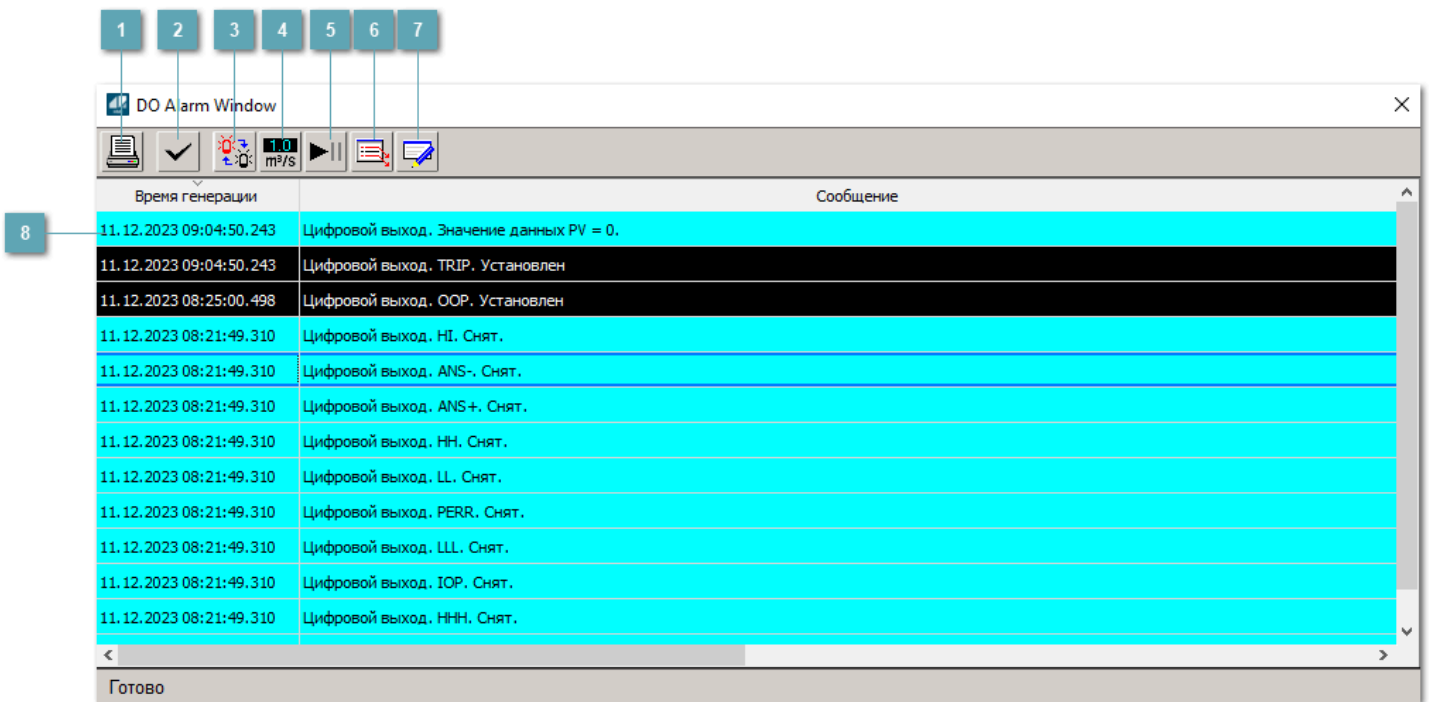 1 2 3 4 5 6 7
DO Alarm Window
1.0
m³/s
Время генерации Сообщение
8
11.12.2023 09:04:50.243 Цифровой выход. Значение данных PV = 0.
11.12.2023 09:04:50.243 Цифровой выход. TRIP. Установлен
11.12.2023 08:25:00.498 Цифровой выход. OOP. Установлен
11.12.2023 08:21:49.310 Цифровой выход. HI. Снят.
11.12.2023 08:21:49.310 Цифровой выход. ANS-. Снят.
11.12.2023 08:21:49.310 Цифровой выход. ANS+. Снят.
11.12.2023 08:21:49.310 Цифровой выход. HH. Снят.
11.12.2023 08:21:49.310 Цифровой выход. LL. Снят.
11.12.2023 08:21:49.310 Цифровой выход. PERR. Снят.
11.12.2023 08:21:49.310 Цифровой выход. LLL. Снят.
11.12.2023 08:21:49.310 Цифровой выход. IOP. Снят.
11.12.2023 08:21:49.310 Цифровой выход. HHH. Снят.
Готово